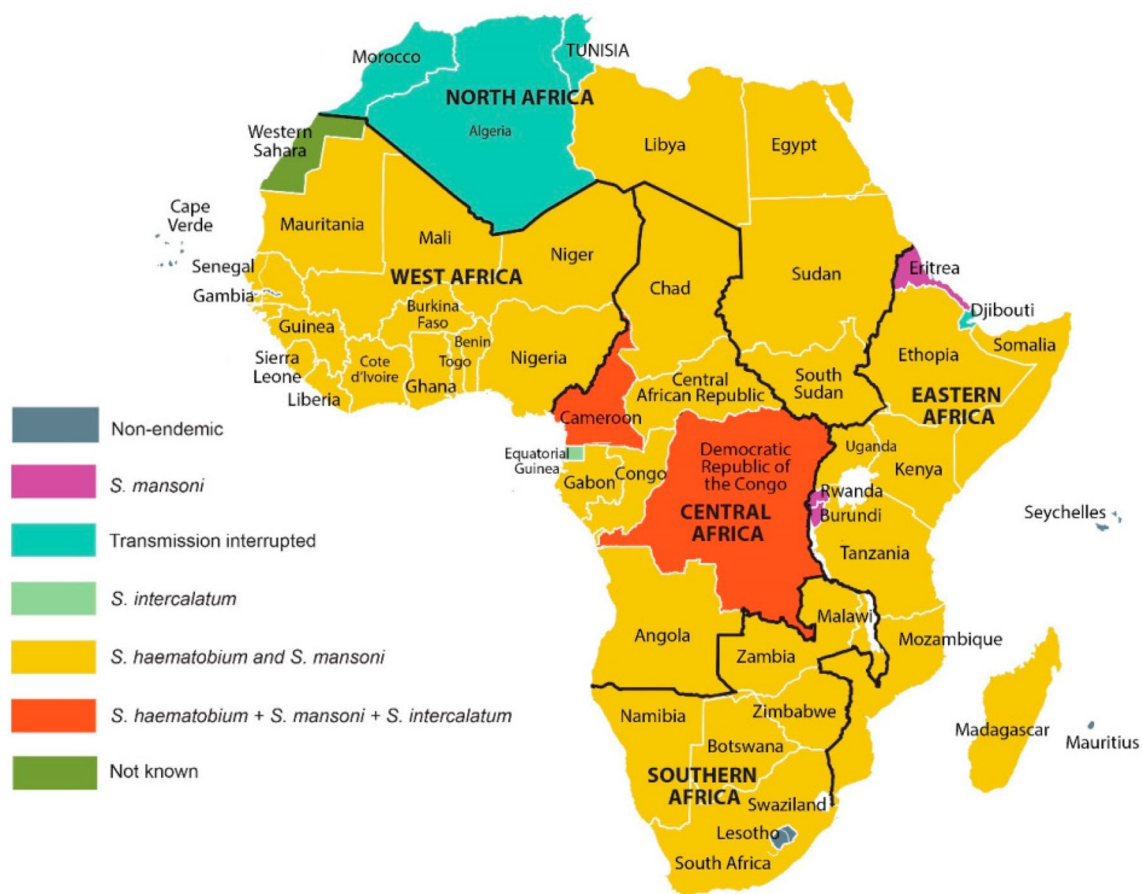 Morocco
TUNISIA
NORTH AFRICA
Algeria
Western
Sahara
Libya
Egypt
Cape
Verde
Mauritania
Mali
Niger
Chad
Sudan
Eritrea
Senegal
WEST AFRICA
Gambia
Burkina
Faso
Djibouti
Guinea
Benin
Nigeria
Ethopia
Somalia
Sierra
Leone
Cote
d'Ivoire
Togo
Ghana
Liberia
Central
African Republic
South
Sudan
EASTERN
AFRICA
Cameroon
Equatorial
Guinea
Gabon
Congo
Democratic
Republic of
the Congo
CENTRAL
AFRICA
Uganda
Kenya
Rwanda
Burundi
Seychelles
Tanzania
Angola
Malawi
Zambia
Mozambique
Namibia
Zimbabwe
Botswana
Madagascar
Mauritius
SOUTHERN
AFRICA
Swaziland
Lesotho
South Africa
Non-endemic
S. mansoni
Transmission interrupted
S. intercalatum
S. haematobium and S. mansoni
S. haematobium + S. mansoni + S. intercalatum
Not known